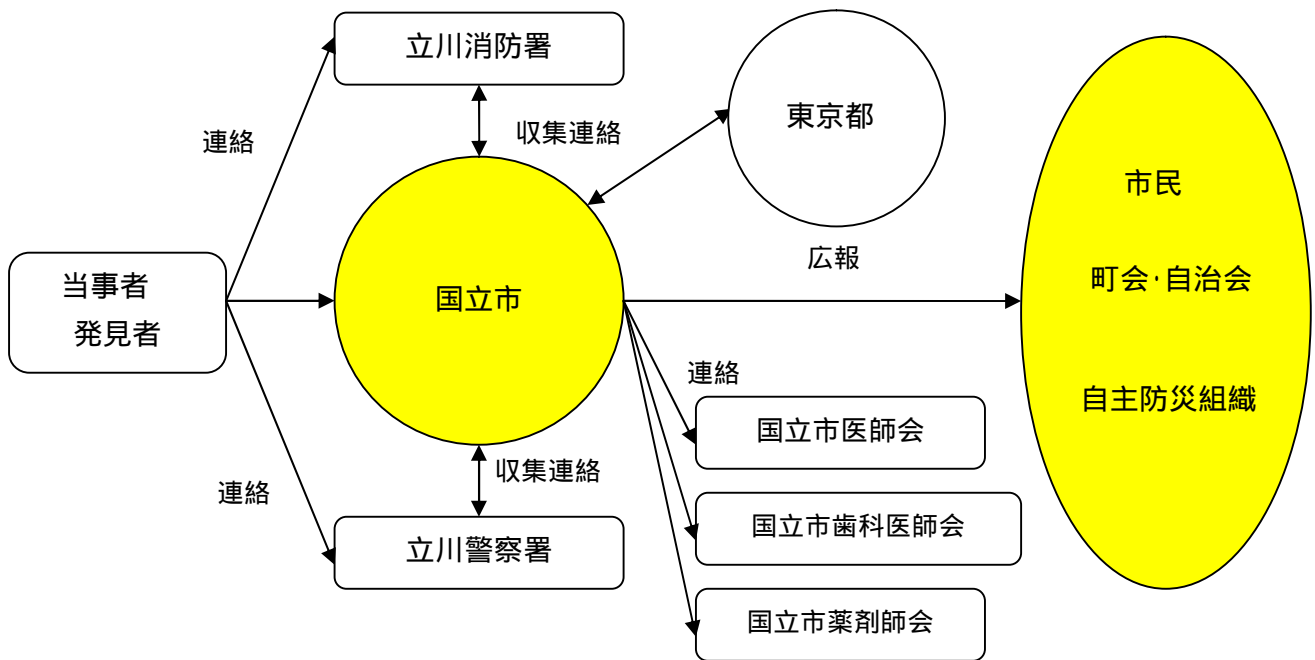 立川消防署
東京都
連絡
収集連絡
市民
広報
当事者
発見者
国立市
町会・自治会
連絡
国立市医師会
自主防災組織
収集連絡
連絡
国立市歯科医師会
立川警察署
国立市薬剤師会